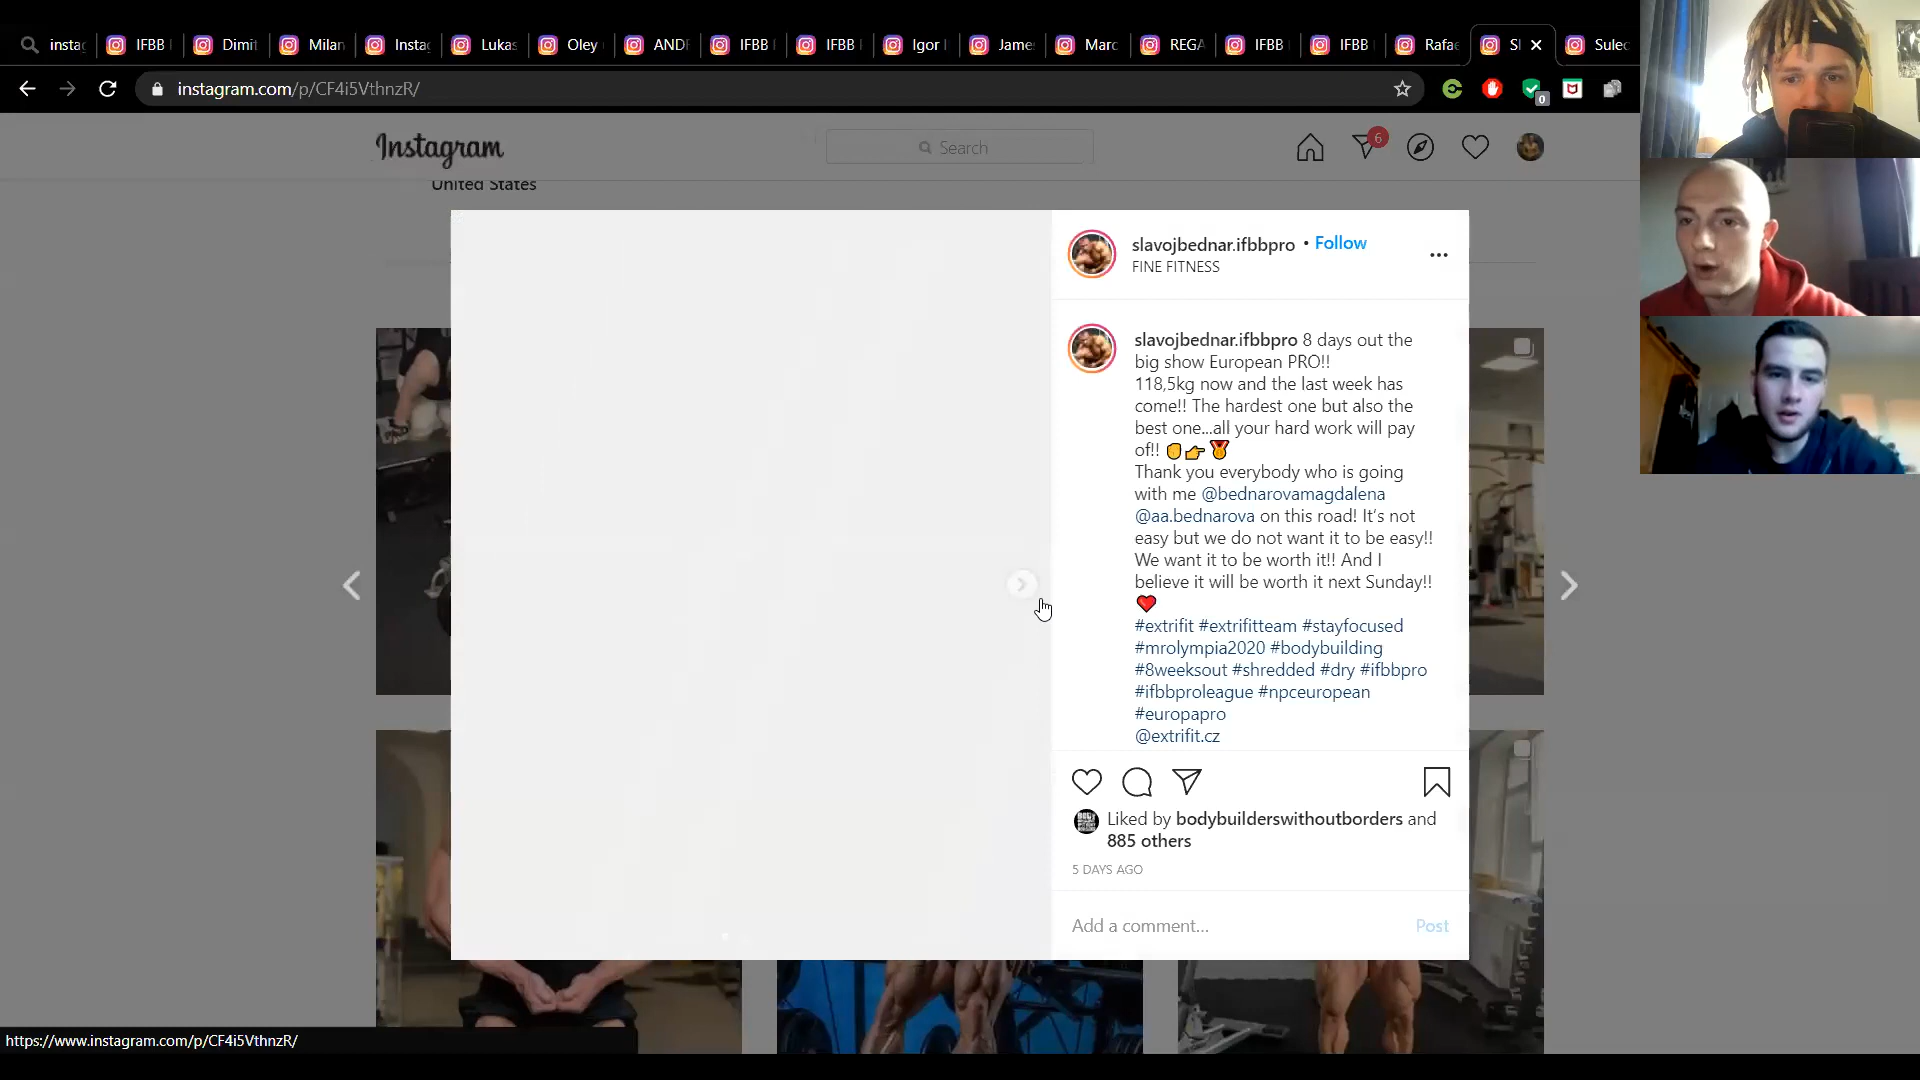 insta
IFBB
Dimit
Milan
Insta
Lukas
Oley
AND
IFBB
IFBB
Igor
Jame
Marc
REGA
IFBB
IFBB
Rafae
Sl
Sulec
instagram.com/p/CF4i5VthnzR/
0
Instagram
Search
6
United States
slavojbednar.ifbbpro • Follow
FINE FITNESS
slavojbednar.ifbbpro 8 days out the
big show European PRO!!
118,5kg now and the last week has
come!! The hardest one but also the
best one...all your hard work will pay
of!! ✊👉🏅
Thank you everybody who is going
with me @bednarovamagdalena
@aa.bednarova on this road! It's not
easy but we do not want it to be easy!!
We want it to be worth it!! And I
believe it will be worth it next Sunday!!
❤️
#extrifit #extrifitteam #stayfocused
#mrolympia2020 #bodybuilding
#8weeksout #shredded #dry #ifbbpro
#ifbbproleague #npceuropean
#europapro
@extrifit.cz
Liked by bodybuilderswithoutborders and
885 others
5 DAYS AGO
Add a comment...
Post
https://www.instagram.com/p/CF4i5VthnzR/